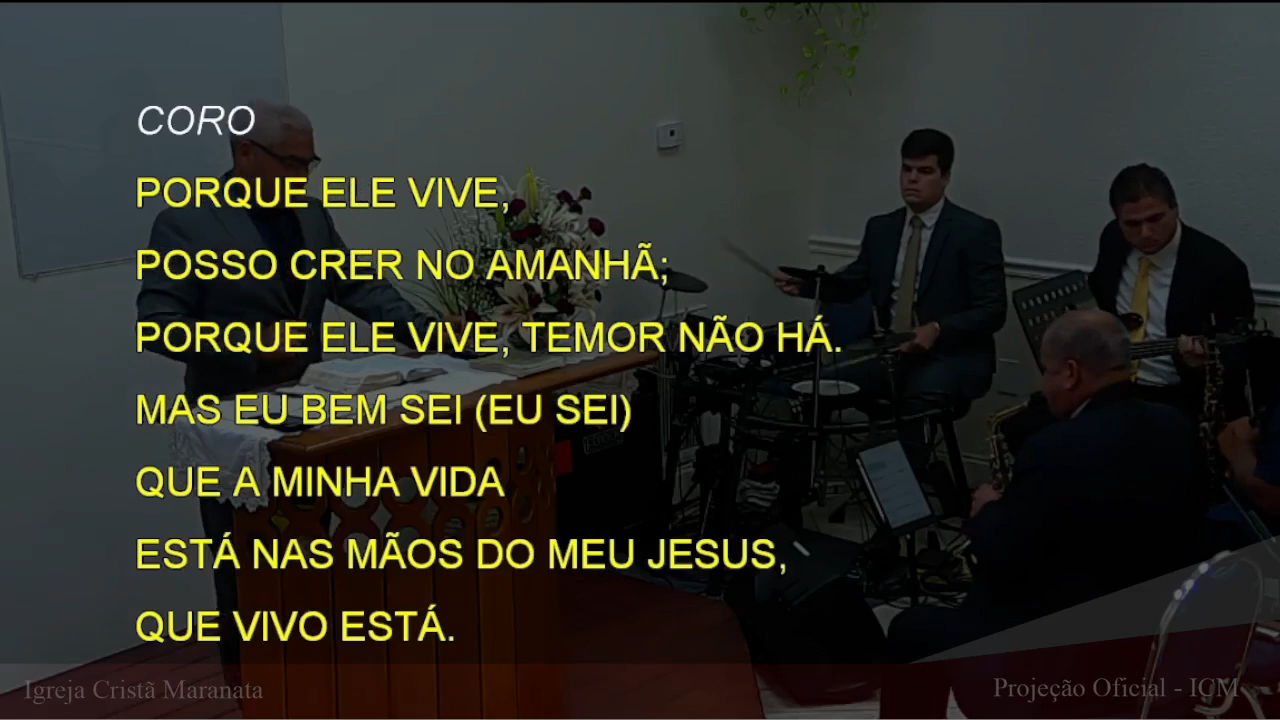 CORO
PORQUE ELE VIVE,
POSSO CRER NO AMANHÃ;
PORQUE ELE VIVE, TEMOR NÃO HÁ.
MAS EU BEM SEI (EU SEI)
QUE A MINHA VIDA
ESTÁ NAS MÃOS DO MEU JESUS,
QUE VIVO ESTÁ.
Igreja Cristã Maranata
Projeção Oficial - ICM